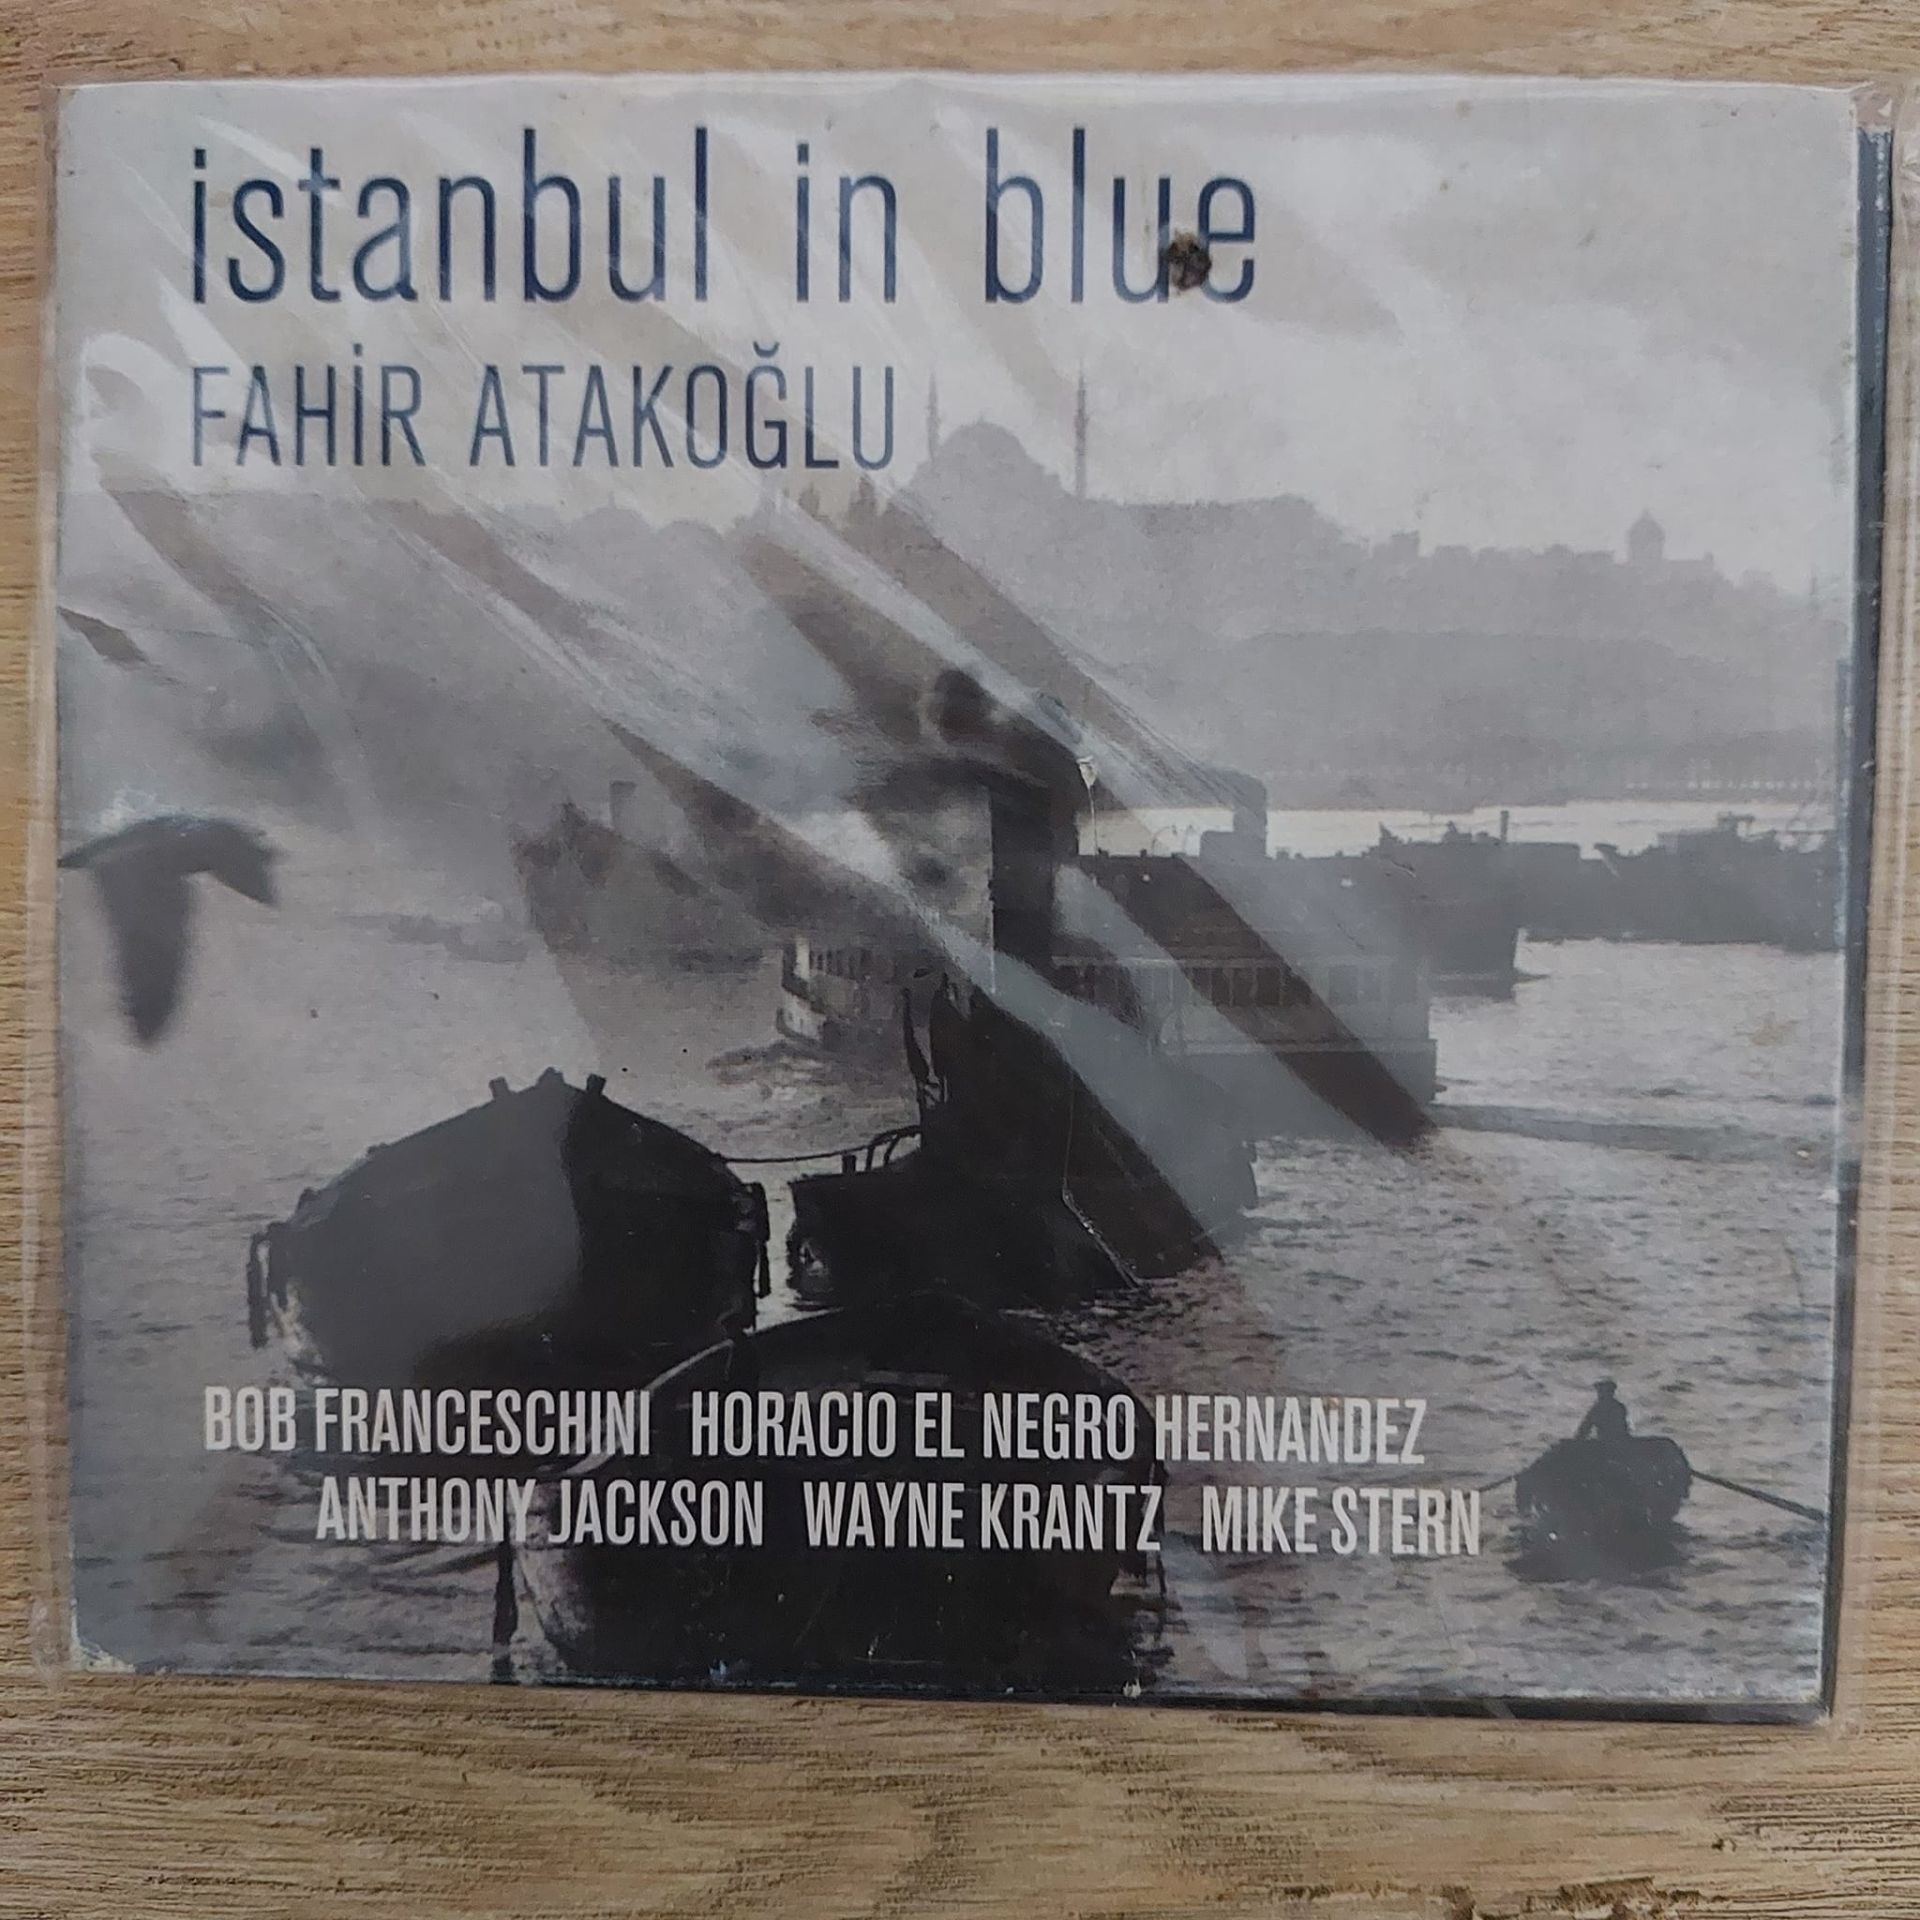 istanbul in blue
FAHİR ATAKOĞLU
BOB FRANCESCHINI HORACIO EL NEGRO HERNANDEZ
ANTHONY JACKSON WAYNE KRANTZ MIKE STERN